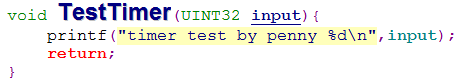 void TestTimer(UINT32 input){
    printf("timer test by penny %d\n",input);
    return;
}